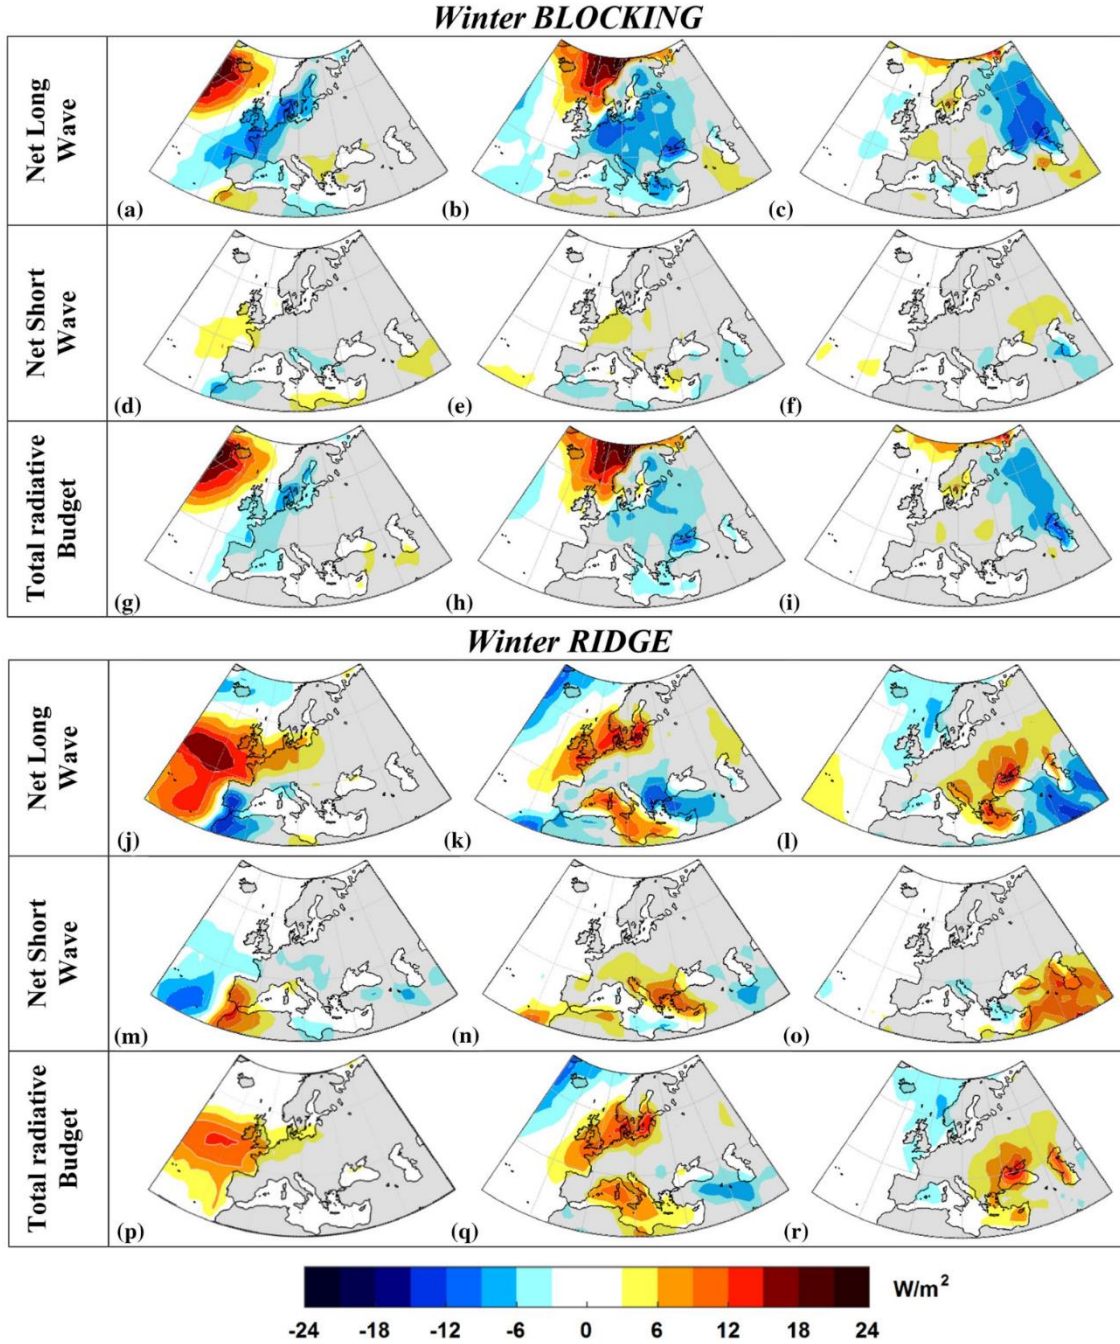 Winter BLOCKING
Net Long
Wave
(a) (b) (c)
Net Short
Wave
(d) (e) (f)
Total radiative
Budget
(g) (h) (i)
Winter RIDGE
Net Long
Wave
(j) (k) (l)
Net Short
Wave
(m) (n) (o)
Total radiative
Budget
(p) (q) (r)
W/m²
-24 -18 -12 -6 0 6 12 18 24